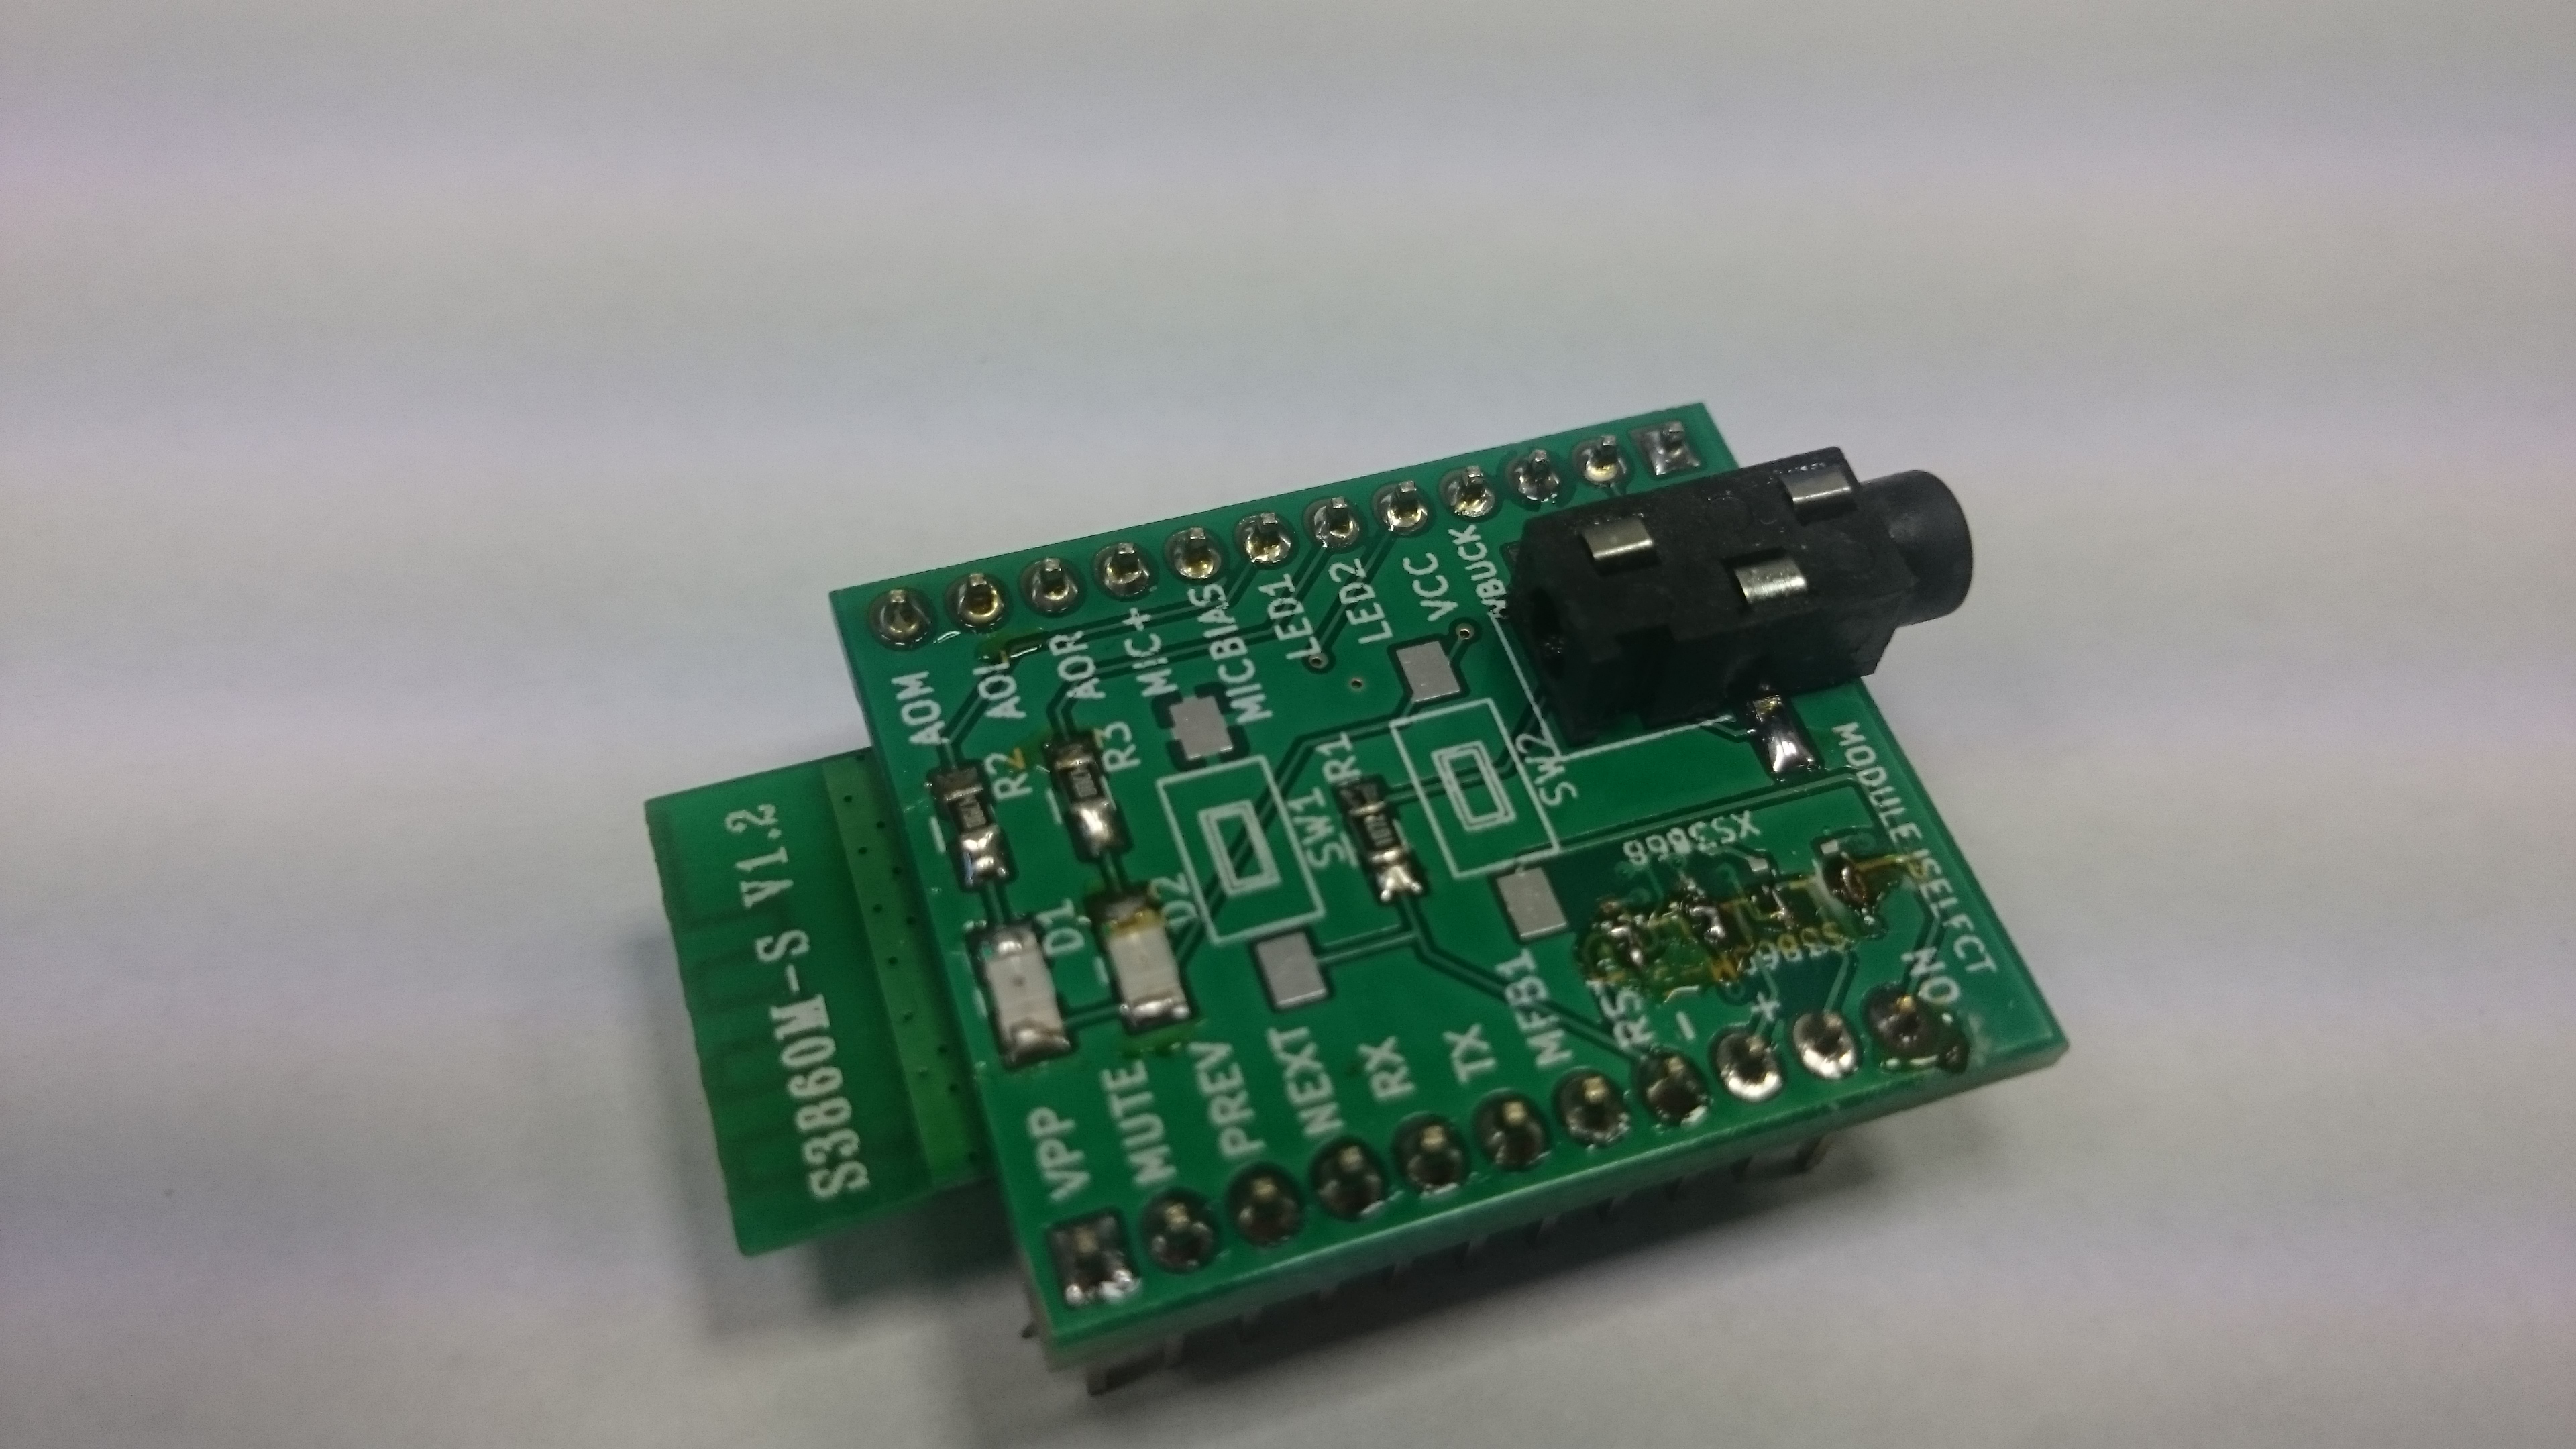 S3860M-S V1.2
AOM
AOL
AOR
MIC+
MICBIAS
LED1
LED2
VCC
VBUCK
R2
R3
SW1
R1
SW2
D1
D2
XS3868
MODULE SELECT
VPP
MUTE
PREV
NEXT
RX
TX
MFB1
RST
-
+
ON